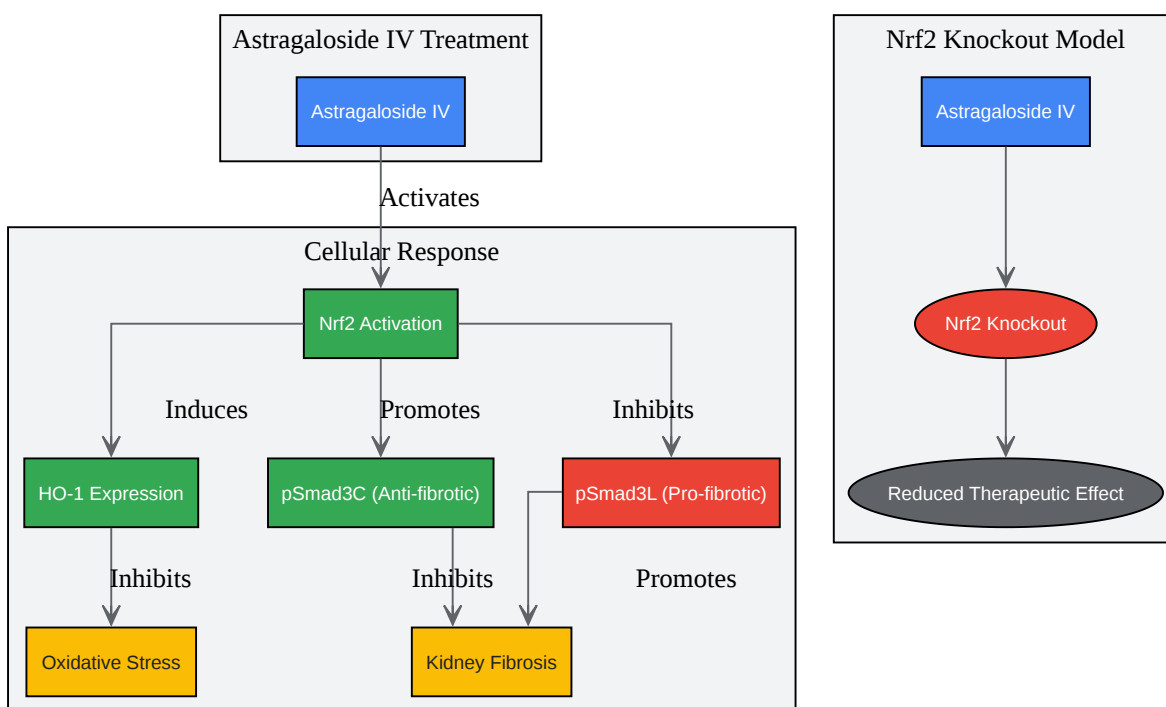 Astragaloside IV Treatment
Astragaloside IV
Activates
Cellular Response
Nrf2 Activation
Induces
Promotes
Inhibits
HO-1 Expression
pSmad3C (Anti-fibrotic)
pSmad3L (Pro-fibrotic)
Inhibits
Inhibits
Promotes
Oxidative Stress
Kidney Fibrosis
Nrf2 Knockout Model
Astragaloside IV
Nrf2 Knockout
Reduced Therapeutic Effect